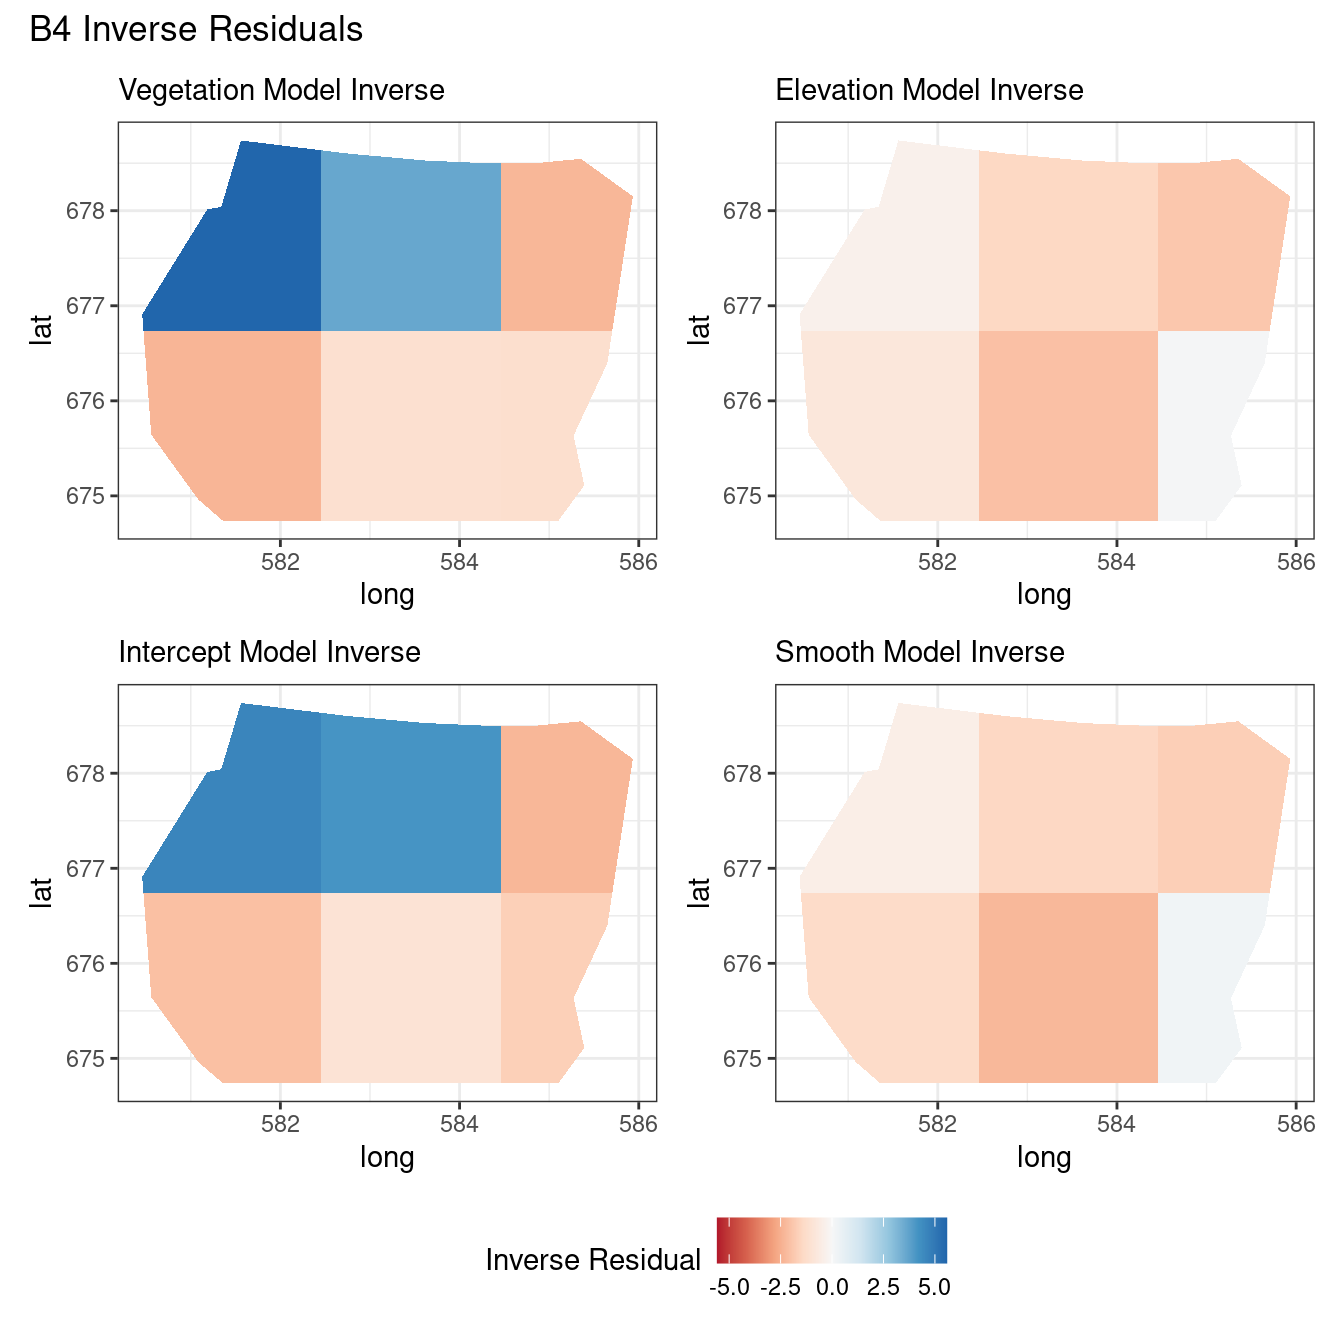 B4 Inverse Residuals
Vegetation Model Inverse
Elevation Model Inverse
678
677
676
675
lat
582 584 586
long
678
677
676
675
lat
582 584 586
long
Intercept Model Inverse
Smooth Model Inverse
678
677
676
675
lat
582 584 586
long
678
677
676
675
lat
582 584 586
long
Inverse Residual
-5.0 -2.5 0.0 2.5 5.0